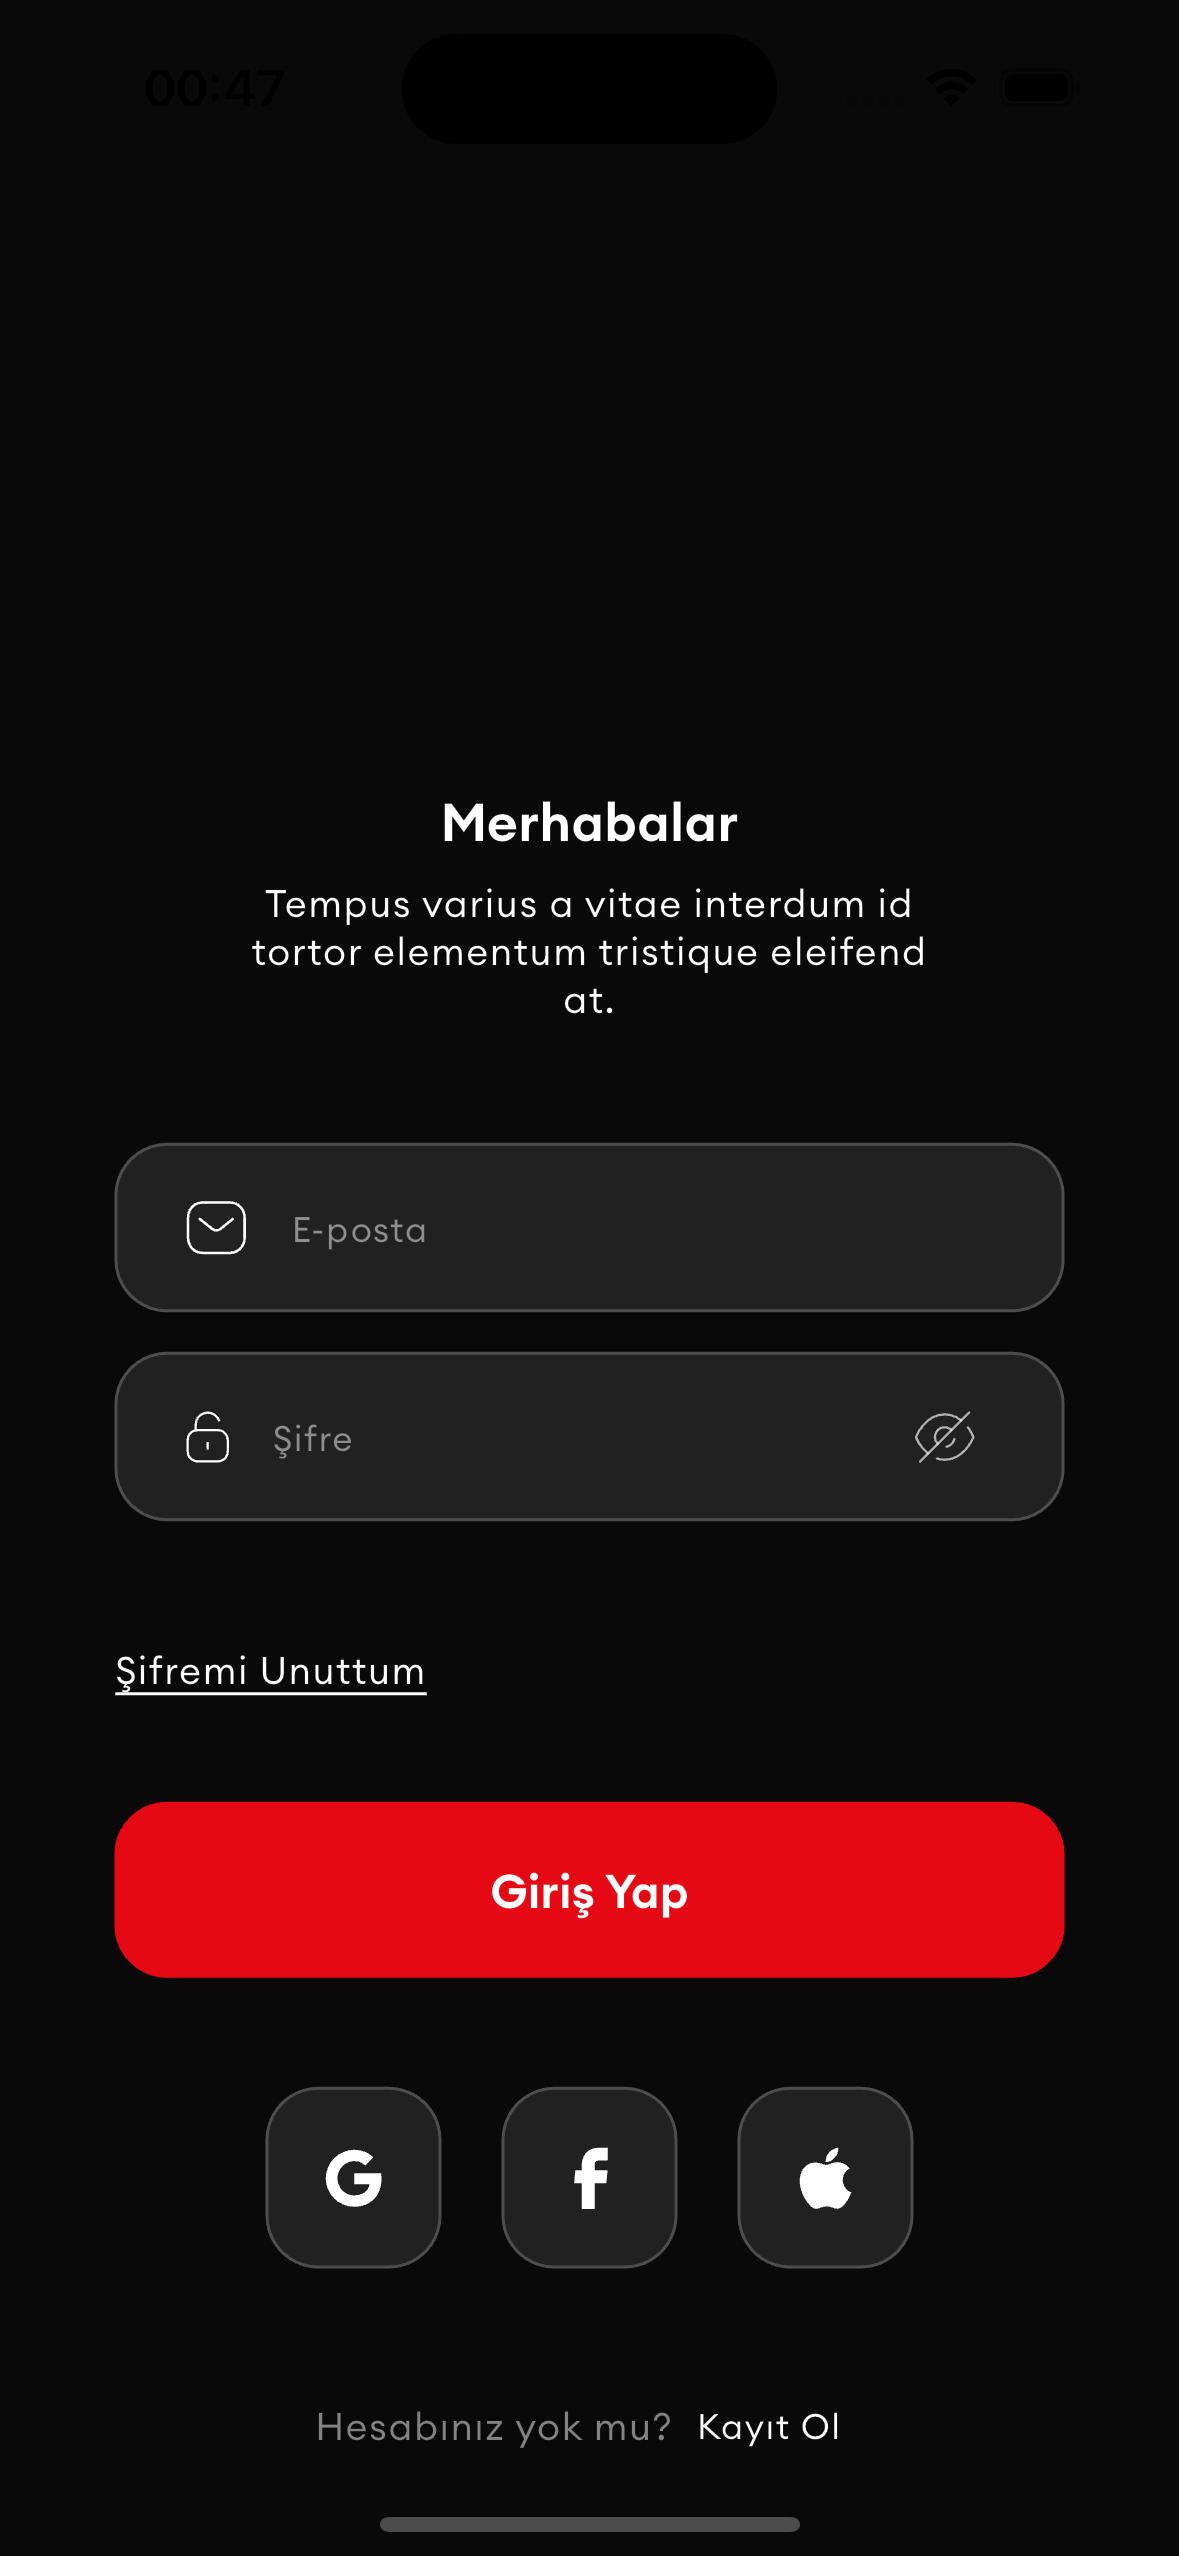 00:47
Merhabalar
Tempus varius a vitae interdum id
tortor elementum tristique eleifend
at.
E-posta
Şifre
Şifremi Unuttum
Giriş Yap
Hesabınız yok mu? Kayıt Ol